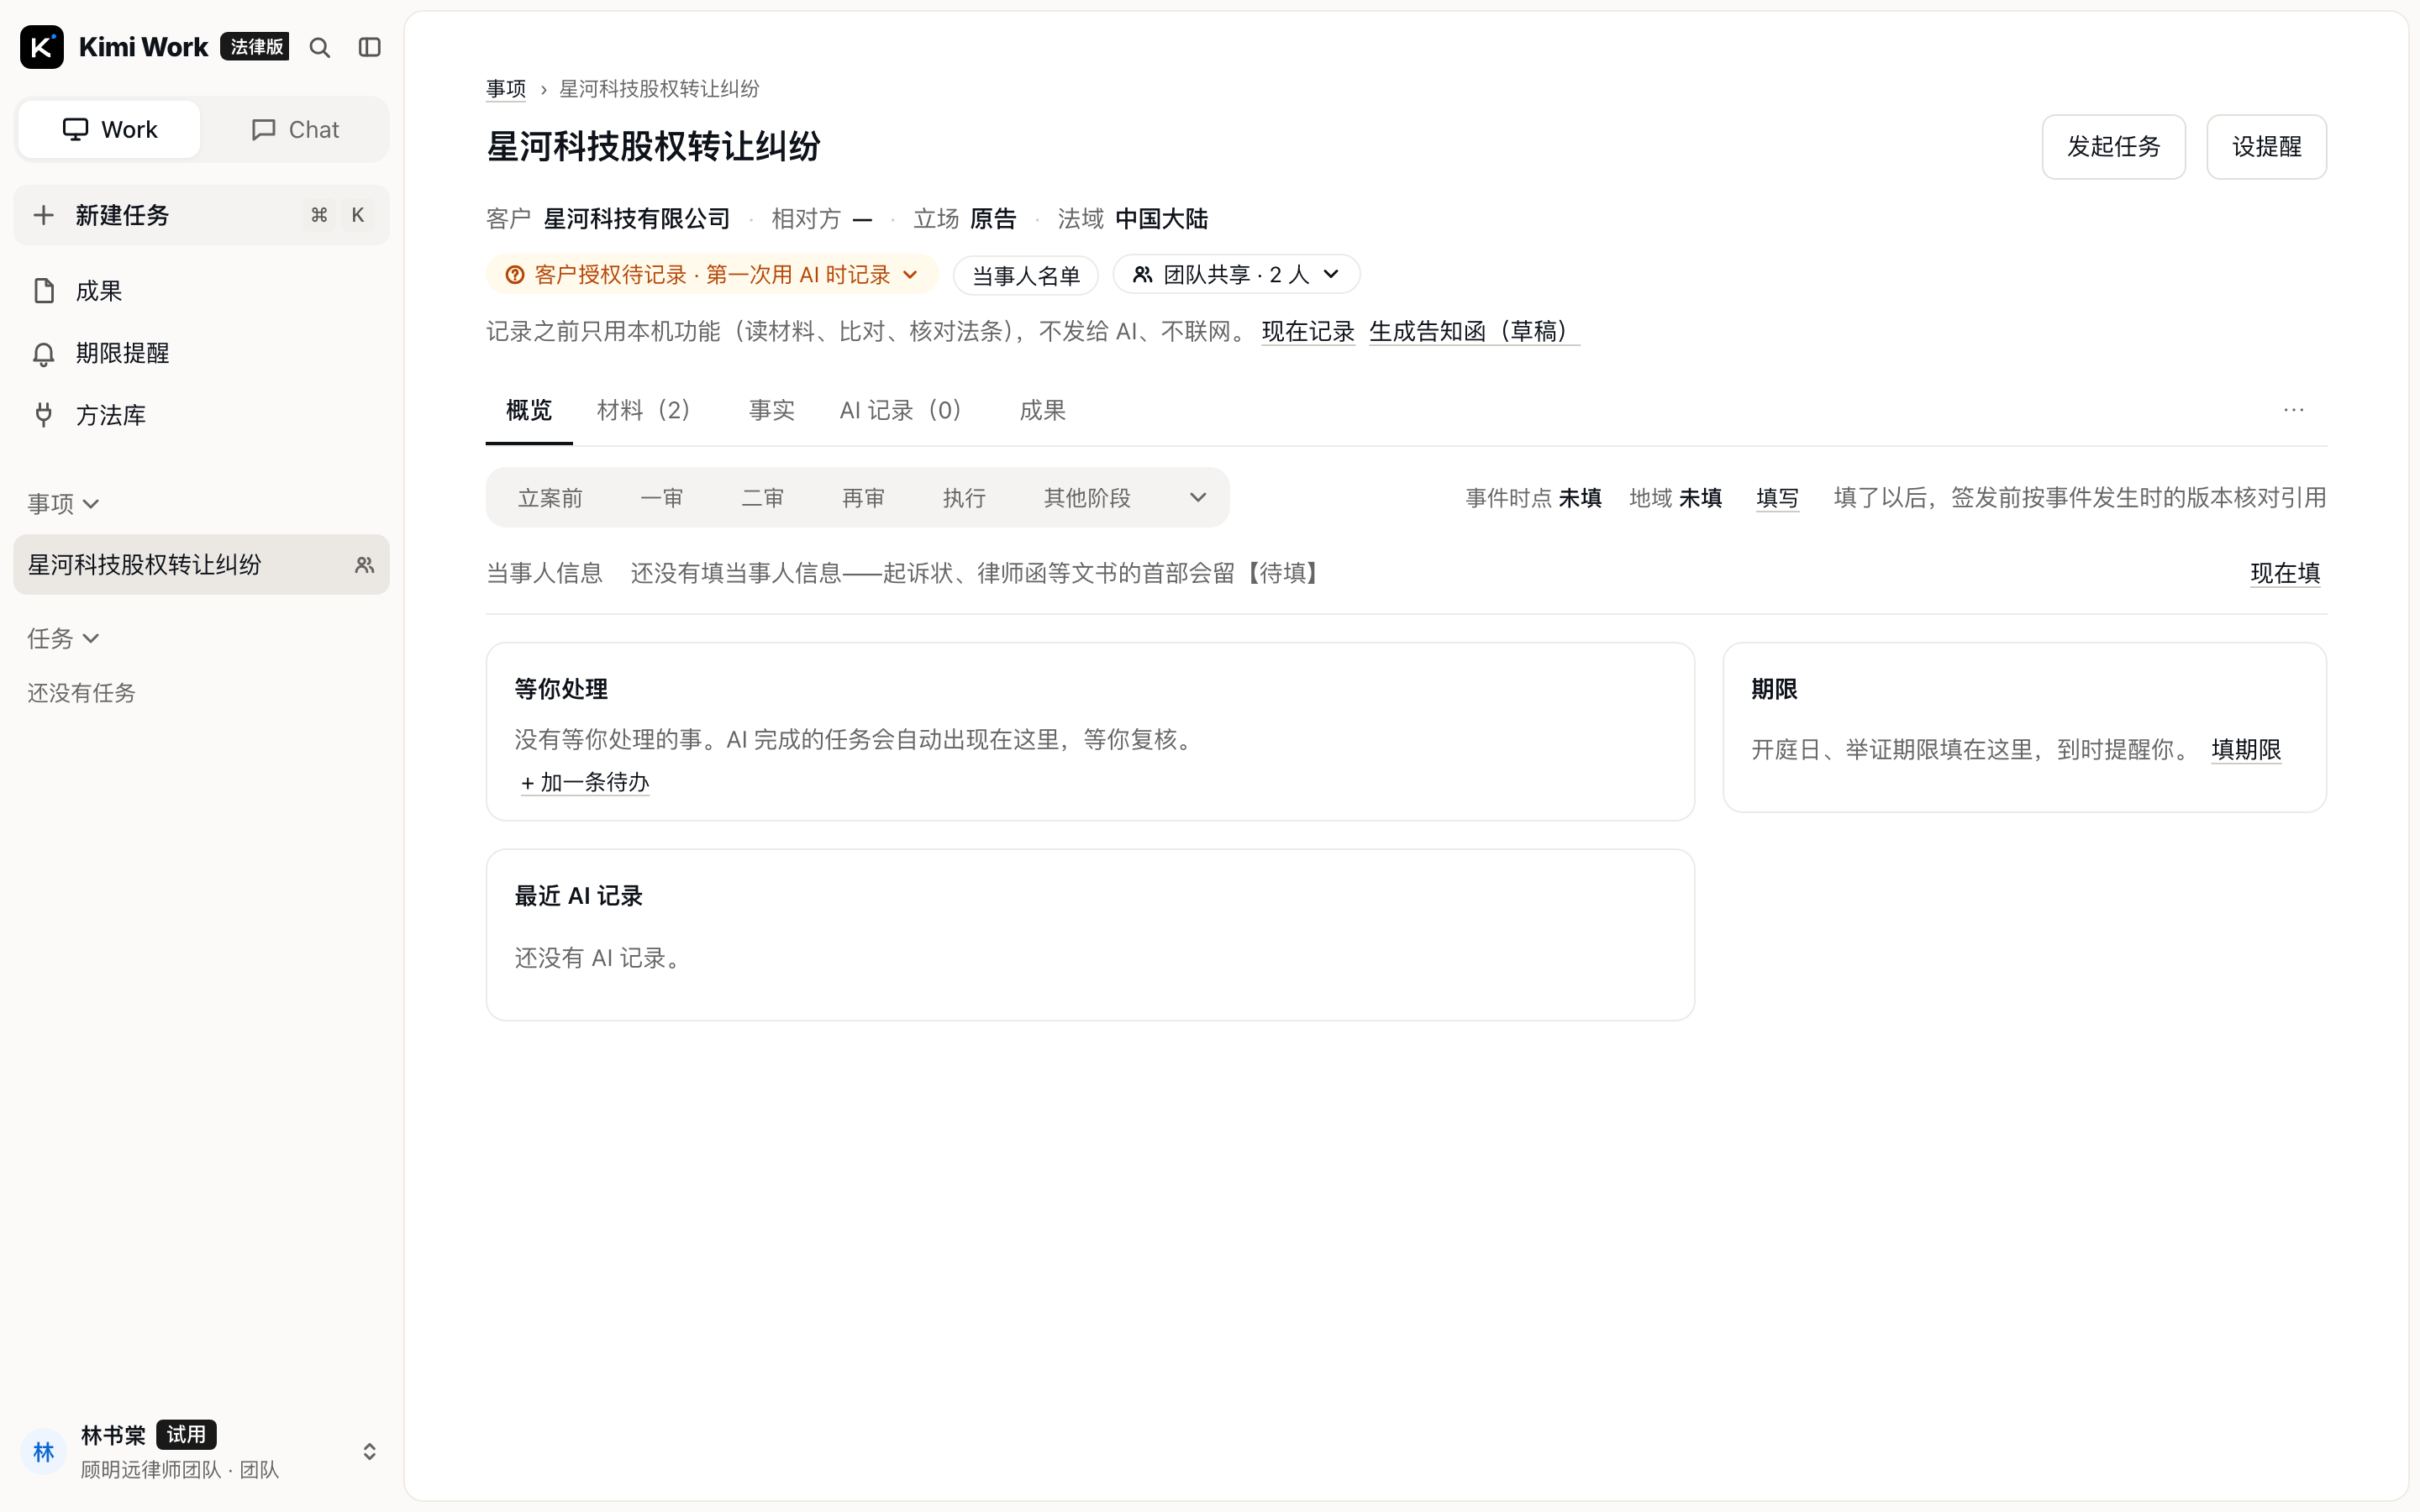 Kimi Work 法律版
Work
Chat
新建任务 ⌘ K
成果
期限提醒
方法库
事项
星河科技股权转让纠纷
任务
还没有任务
林 林书棠 试用
顾明远律师团队 · 团队
事项 › 星河科技股权转让纠纷
星河科技股权转让纠纷
发起任务 设提醒
客户 星河科技有限公司 · 相对方 — · 立场 原告 · 法域 中国大陆
客户授权待记录 · 第一次用 AI 时记录 当事人名单 团队共享 · 2 人
记录之前只用本机功能（读材料、比对、核对法条），不发给 AI、不联网。 现在记录 生成告知函（草稿）
概览 材料（2） 事实 AI 记录（0） 成果 ···
立案前 一审 二审 再审 执行 其他阶段
事件时点 未填 地域 未填 填写 填了以后，签发前按事件发生时的版本核对引用
当事人信息 还没有填当事人信息——起诉状、律师函等文书的首部会留【待填】 现在填
等你处理
没有等你处理的事。AI 完成的任务会自动出现在这里，等你复核。
+ 加一条待办
期限
开庭日、举证期限填在这里，到时提醒你。 填期限
最近 AI 记录
还没有 AI 记录。